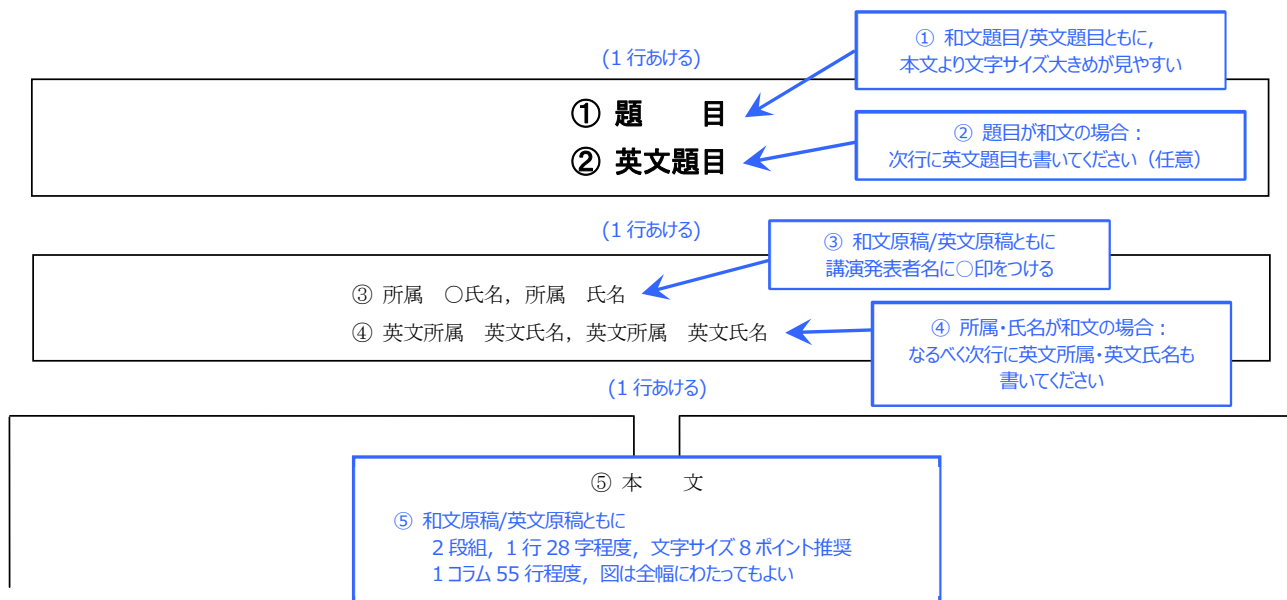 (1 行あける)
① 和文題目/英文題目ともに,
本文より文字サイズ大きめが見やすい
① 題　　目
② 英文題目
② 題目が和文の場合：
次行に英文題目も書いてください（任意）
(1 行あける)
③ 和文原稿/英文原稿ともに
講演発表者名に○印をつける
③ 所属　○氏名，所属　氏名
④ 英文所属　英文氏名，英文所属　英文氏名
④ 所属・氏名が和文の場合：
なるべく次行に英文所属・英文氏名も
書いてください
(1 行あける)
⑤ 本　　文
⑤ 和文原稿/英文原稿ともに
2 段組，1 行 28 字程度，文字サイズ 8 ポイント推奨
1 コラム 55 行程度，図は全幅にわたってもよい